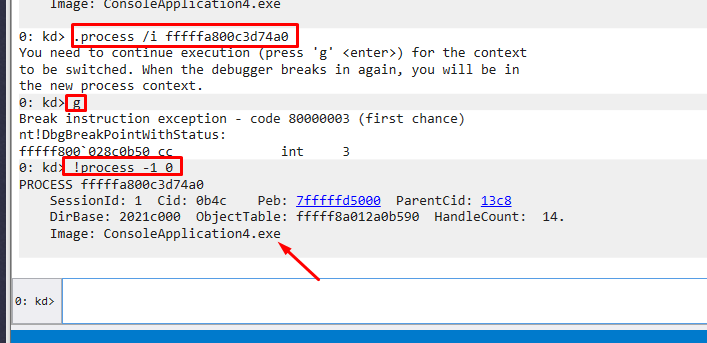 Image: ConsoleApplication4.exe
0: kd> .process /i fffffa800c3d74a0
You need to continue execution (press 'g' <enter>) for the context
to be switched. When the debugger breaks in again, you will be in
the new process context.
0: kd> g
Break instruction exception - code 80000003 (first chance)
nt!DbgBreakPointWithStatus:
fffff800`028c0b50 cc              int     3
0: kd> !process -1 0
PROCESS fffffa800c3d74a0
    SessionId: 1  Cid: 0b4c    Peb: 7fffffd5000  ParentCid: 13c8
    DirBase: 2021c000  ObjectTable: fffff8a012a0b590  HandleCount:  14.
    Image: ConsoleApplication4.exe
0: kd>